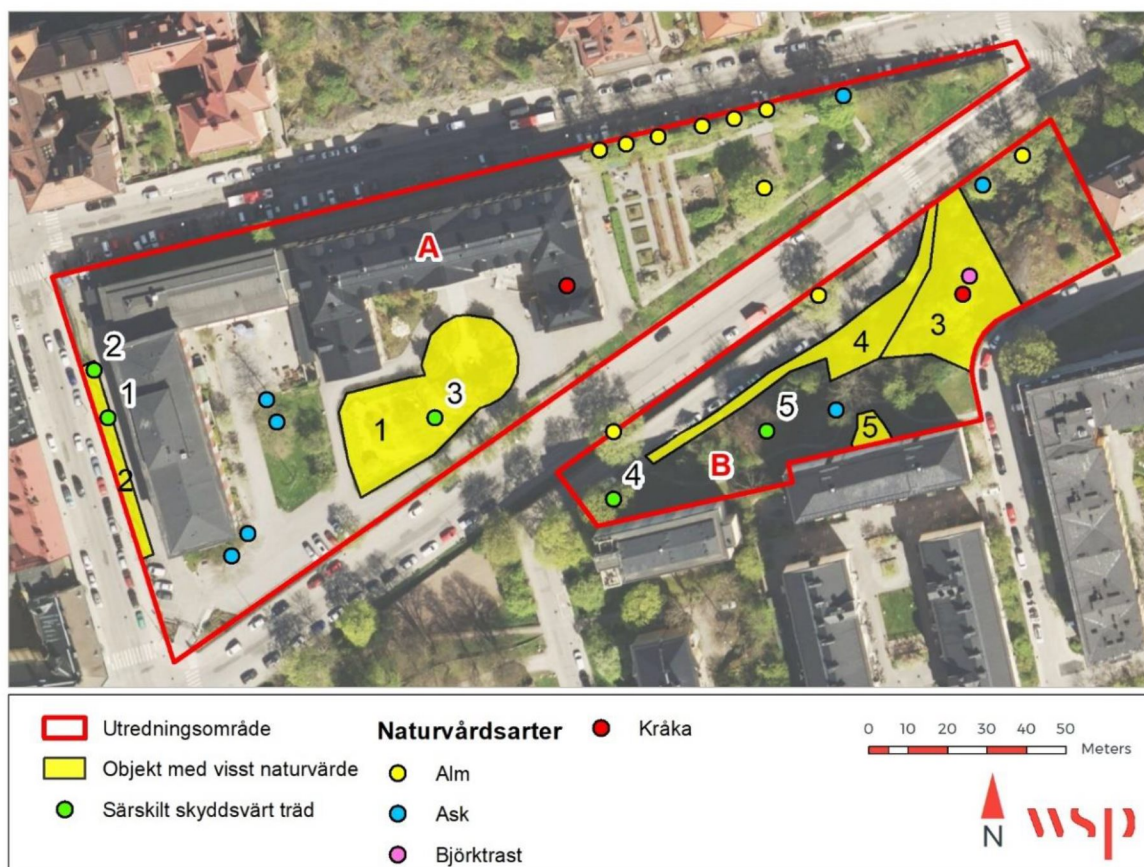 A
2
1
3
1
2
3
4
5
5
4
B
Utredningsområde
Objekt med visst naturvärde
Särskilt skyddsvärt träd
Naturvårdsarter
Alm
Ask
Björktrast
Kråka
0 10 20 30 40 50
Meters
N
wsp